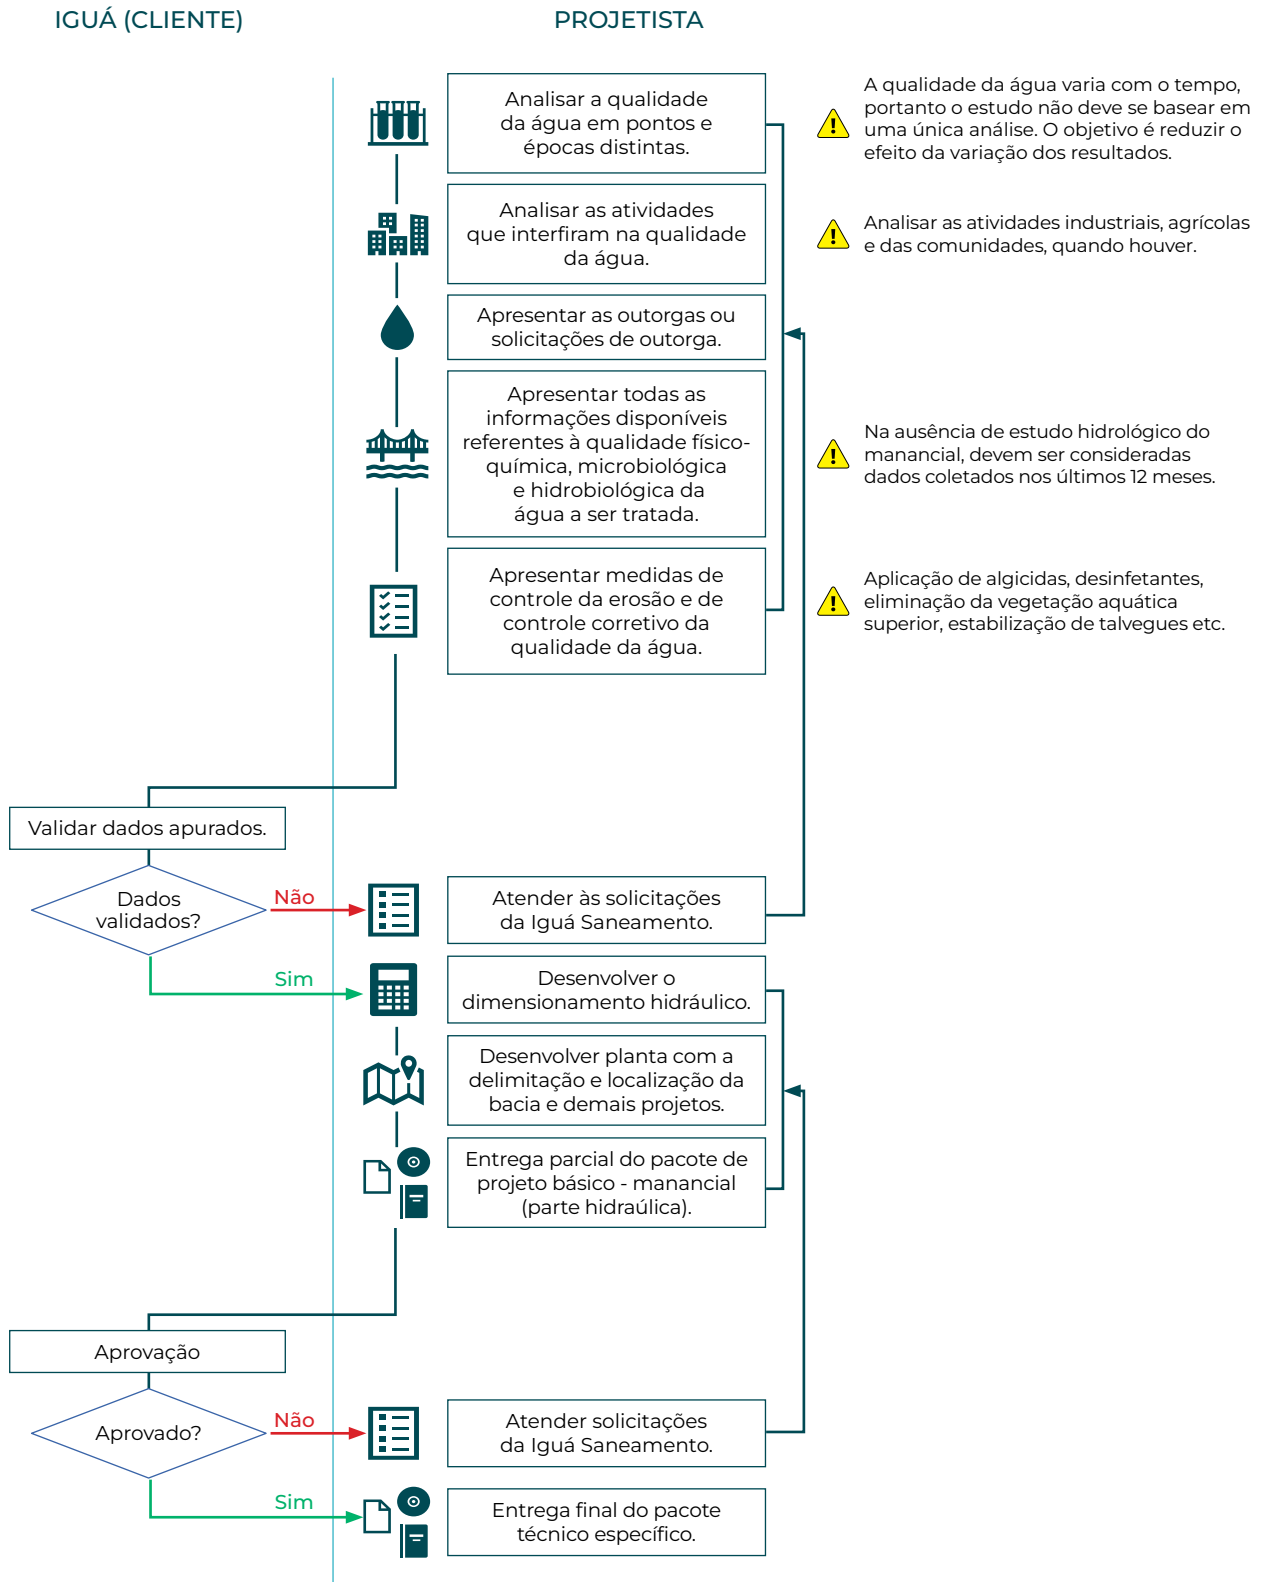 IGUÁ (CLIENTE)
PROJETISTA
Analisar a qualidade
da água em pontos e
épocas distintas.
A qualidade da água varia com o tempo,
portanto o estudo não deve se basear em
uma única análise. O objetivo é reduzir o
efeito da variação dos resultados.
Analisar as atividades
que interfiram na qualidade
da água.
Analisar as atividades industriais, agrícolas
e das comunidades, quando houver.
Apresentar as outorgas ou
solicitações de outorga.
Apresentar todas as
informações disponíveis
referentes à qualidade físico-
química, microbiológica
e hidrobiológica da
água a ser tratada.
Na ausência de estudo hidrológico do
manancial, devem ser consideradas
dados coletados nos últimos 12 meses.
Apresentar medidas de
controle da erosão e de
controle corretivo da
qualidade da água.
Aplicação de algicidas, desinfetantes,
eliminação da vegetação aquática
superior, estabilização de talvegues etc.
Validar dados apurados.
Dados
validados?
Não
Atender às solicitações
da Iguá Saneamento.
Sim
Desenvolver o
dimensionamento hidráulico.
Desenvolver planta com a
delimitação e localização da
bacia e demais projetos.
Entrega parcial do pacote de
projeto básico - manancial
(parte hidraúlica).
Aprovação
Aprovado?
Não
Atender solicitações
da Iguá Saneamento.
Sim
Entrega final do pacote
técnico específico.